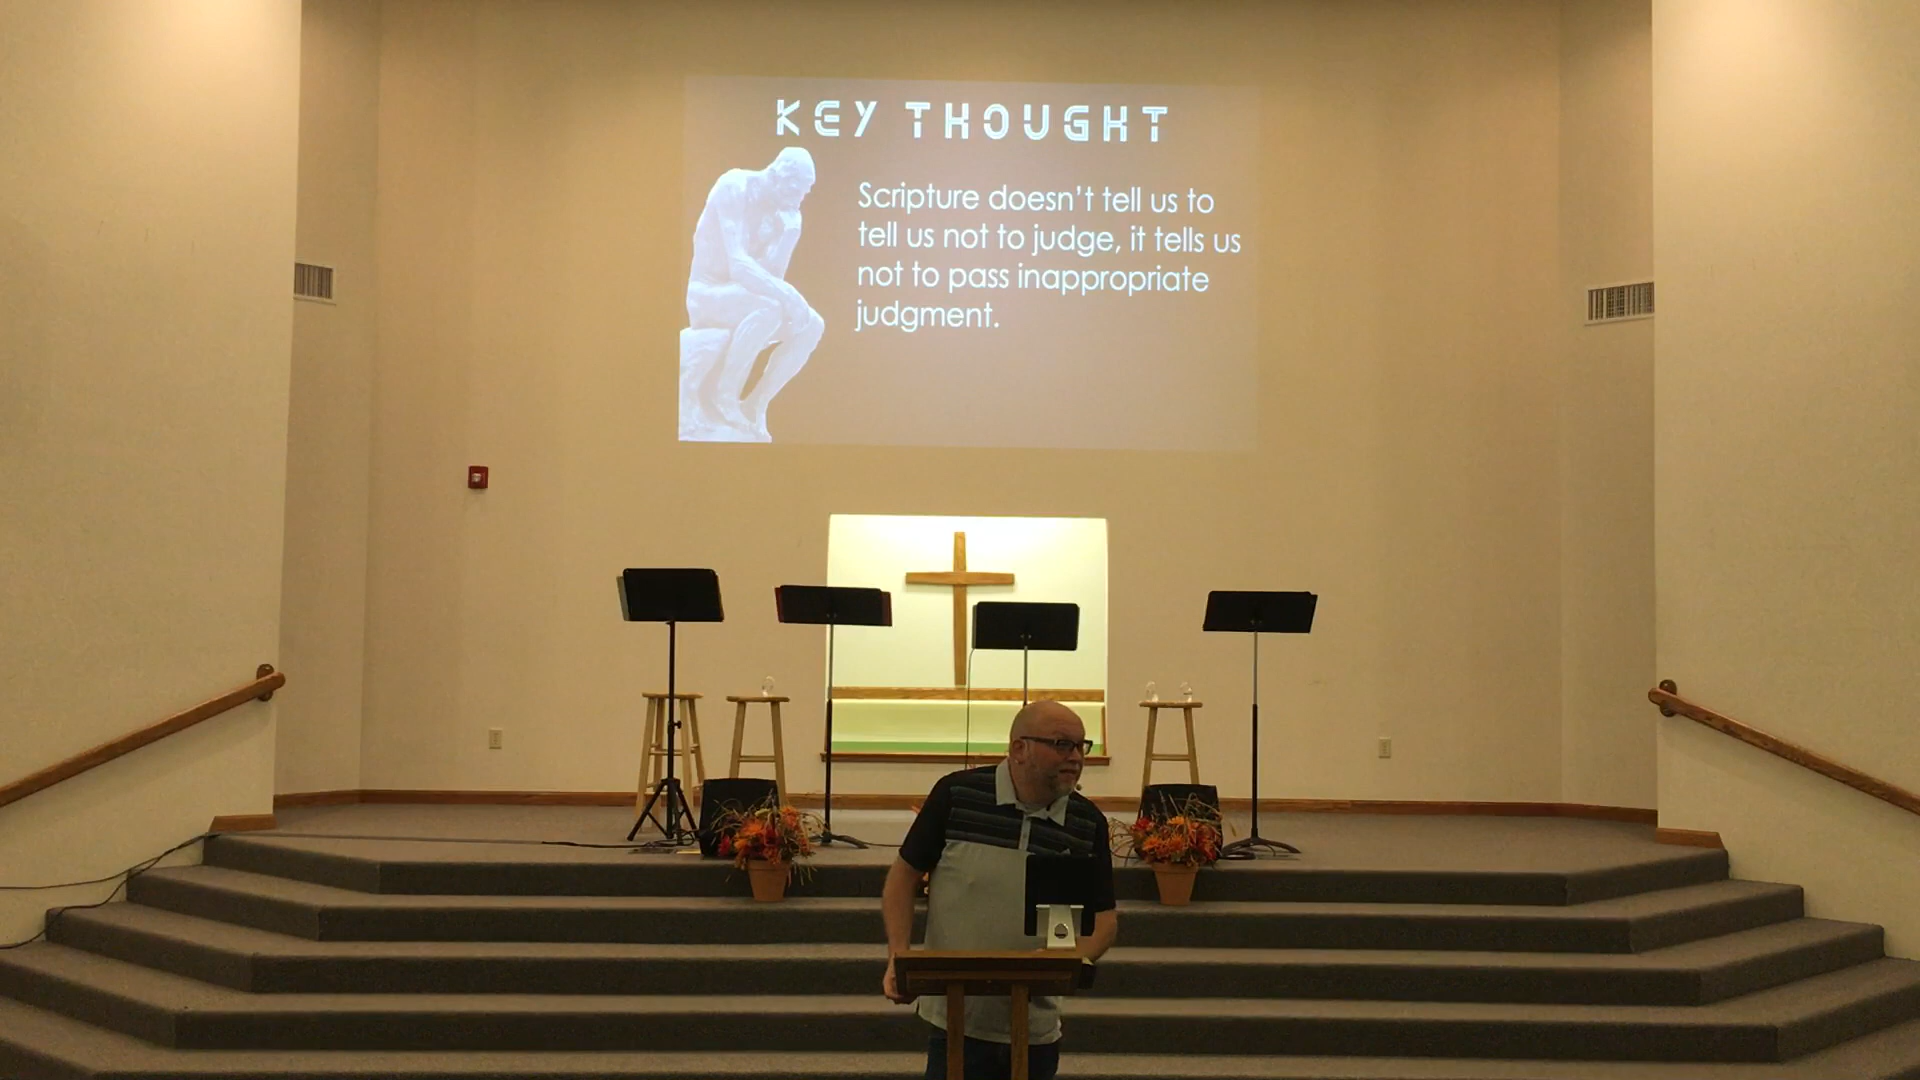 KEY THOUGHT
Scripture doesn't tell us to
tell us not to judge, it tells us
not to pass inappropriate
judgment.